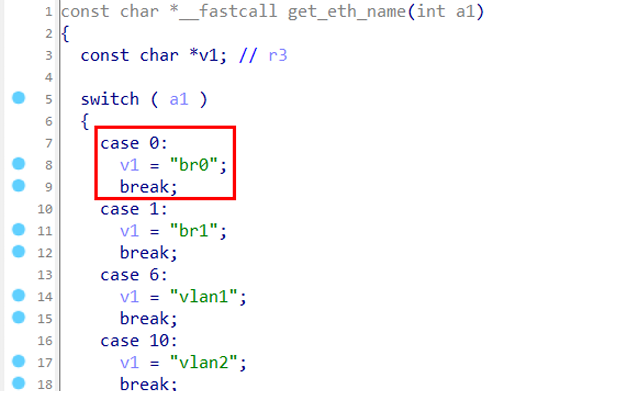 1 const char *__fastcall get_eth_name(int a1)
2 {
3 const char *v1; // r3
4
5 switch ( a1 )
6 {
7 case 0:
8 v1 = "br0";
9 break;
10 case 1:
11 v1 = "br1";
12 break;
13 case 6:
14 v1 = "vlan1";
15 break;
16 case 10:
17 v1 = "vlan2";
18 break;